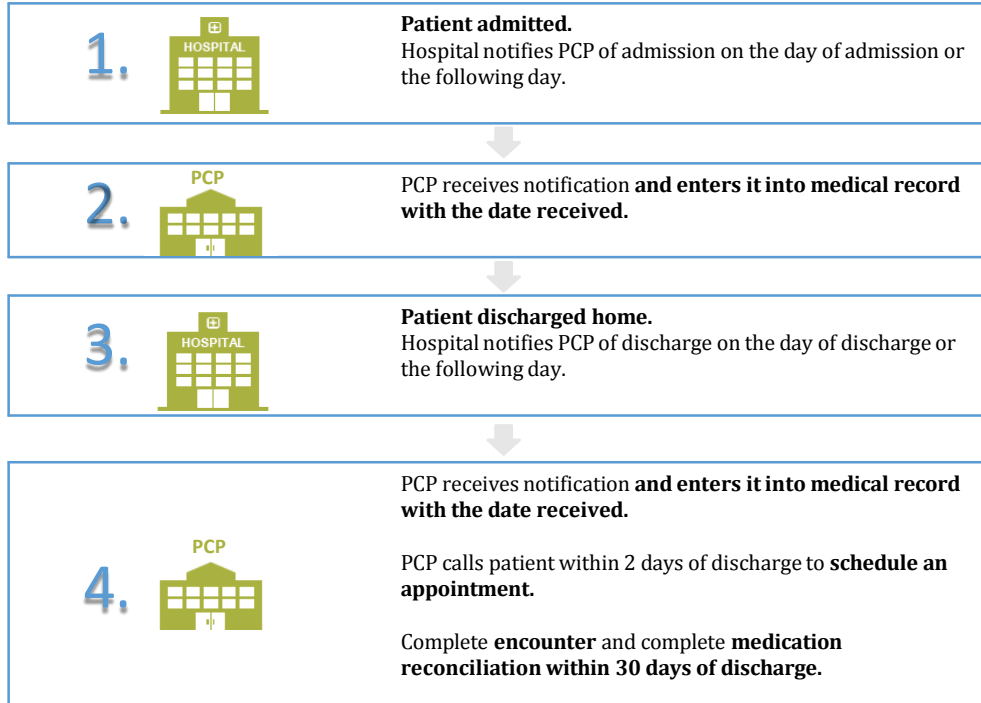 1.
HOSPITAL
Patient admitted.
Hospital notifies PCP of admission on the day of admission or
the following day.
2.
PCP
PCP receives notification and enters it into medical record
with the date received.
3.
HOSPITAL
Patient discharged home.
Hospital notifies PCP of discharge on the day of discharge or
the following day.
4.
PCP
PCP receives notification and enters it into medical record
with the date received.
PCP calls patient within 2 days of discharge to schedule an
appointment.
Complete encounter and complete medication
reconciliation within 30 days of discharge.